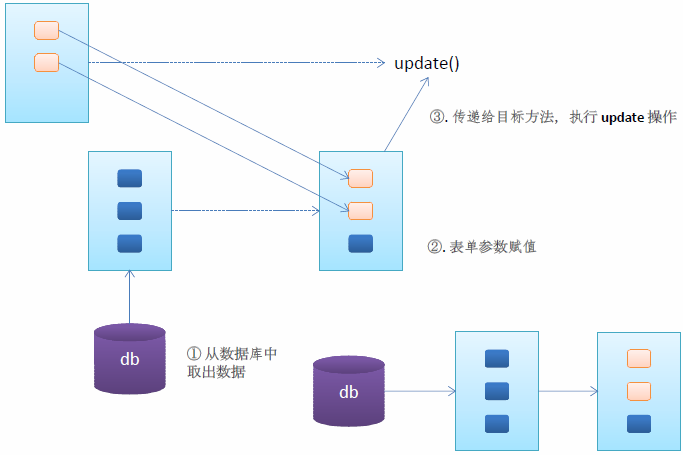 update()
③. 传递给目标方法，执行 update 操作
②. 表单参数赋值
① 从数据库中
取出数据
db
db